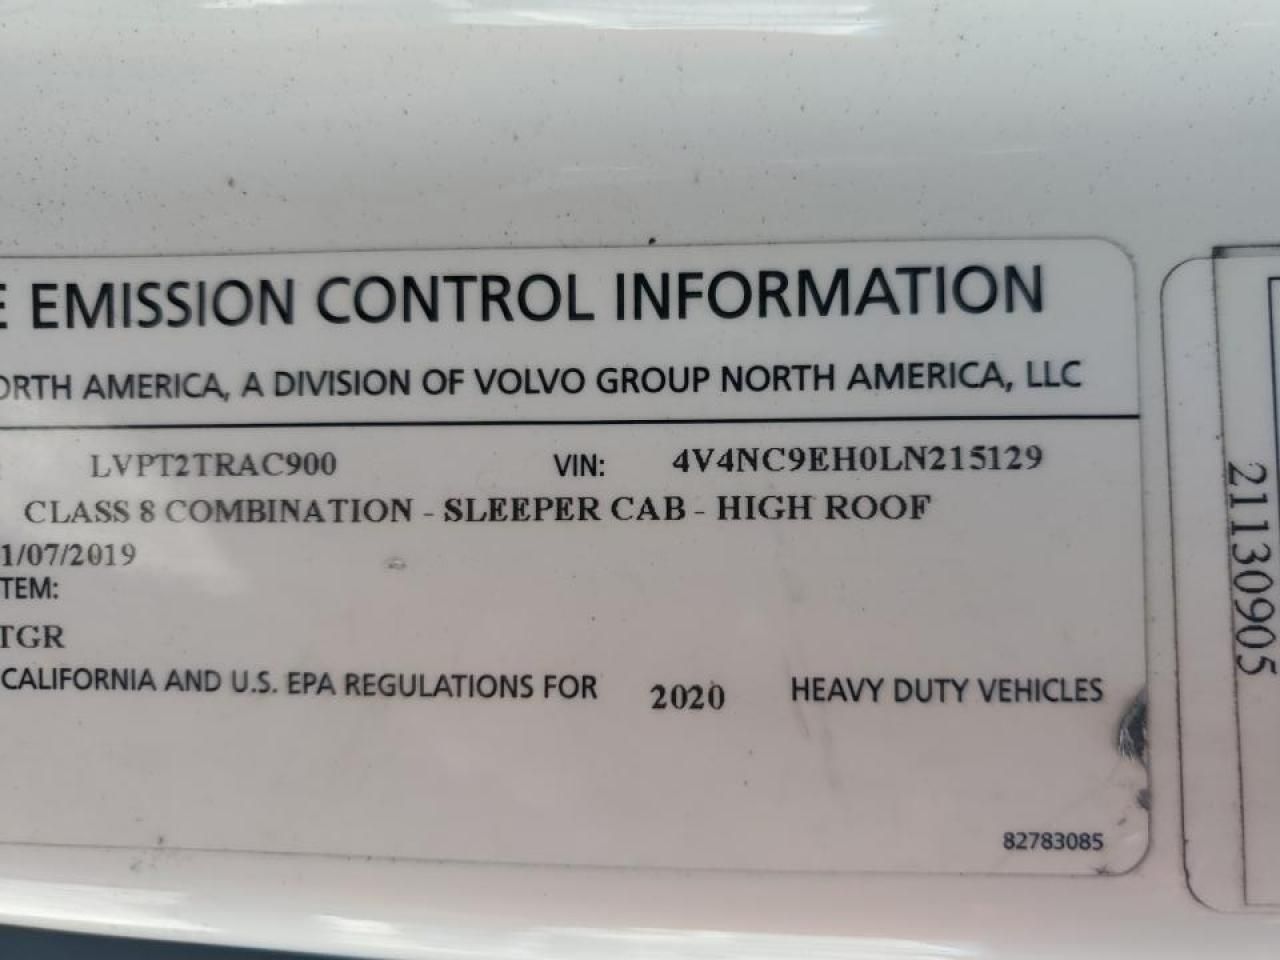 E EMISSION CONTROL INFORMATION
ORTH AMERICA, A DIVISION OF VOLVO GROUP NORTH AMERICA, LLC
LVPT2TRAC900 VIN: 4V4NC9EH0LN215129
CLASS 8 COMBINATION - SLEEPER CAB - HIGH ROOF
1/07/2019
TEM:
TGR
CALIFORNIA AND U.S. EPA REGULATIONS FOR 2020 HEAVY DUTY VEHICLES
82783085
21130905